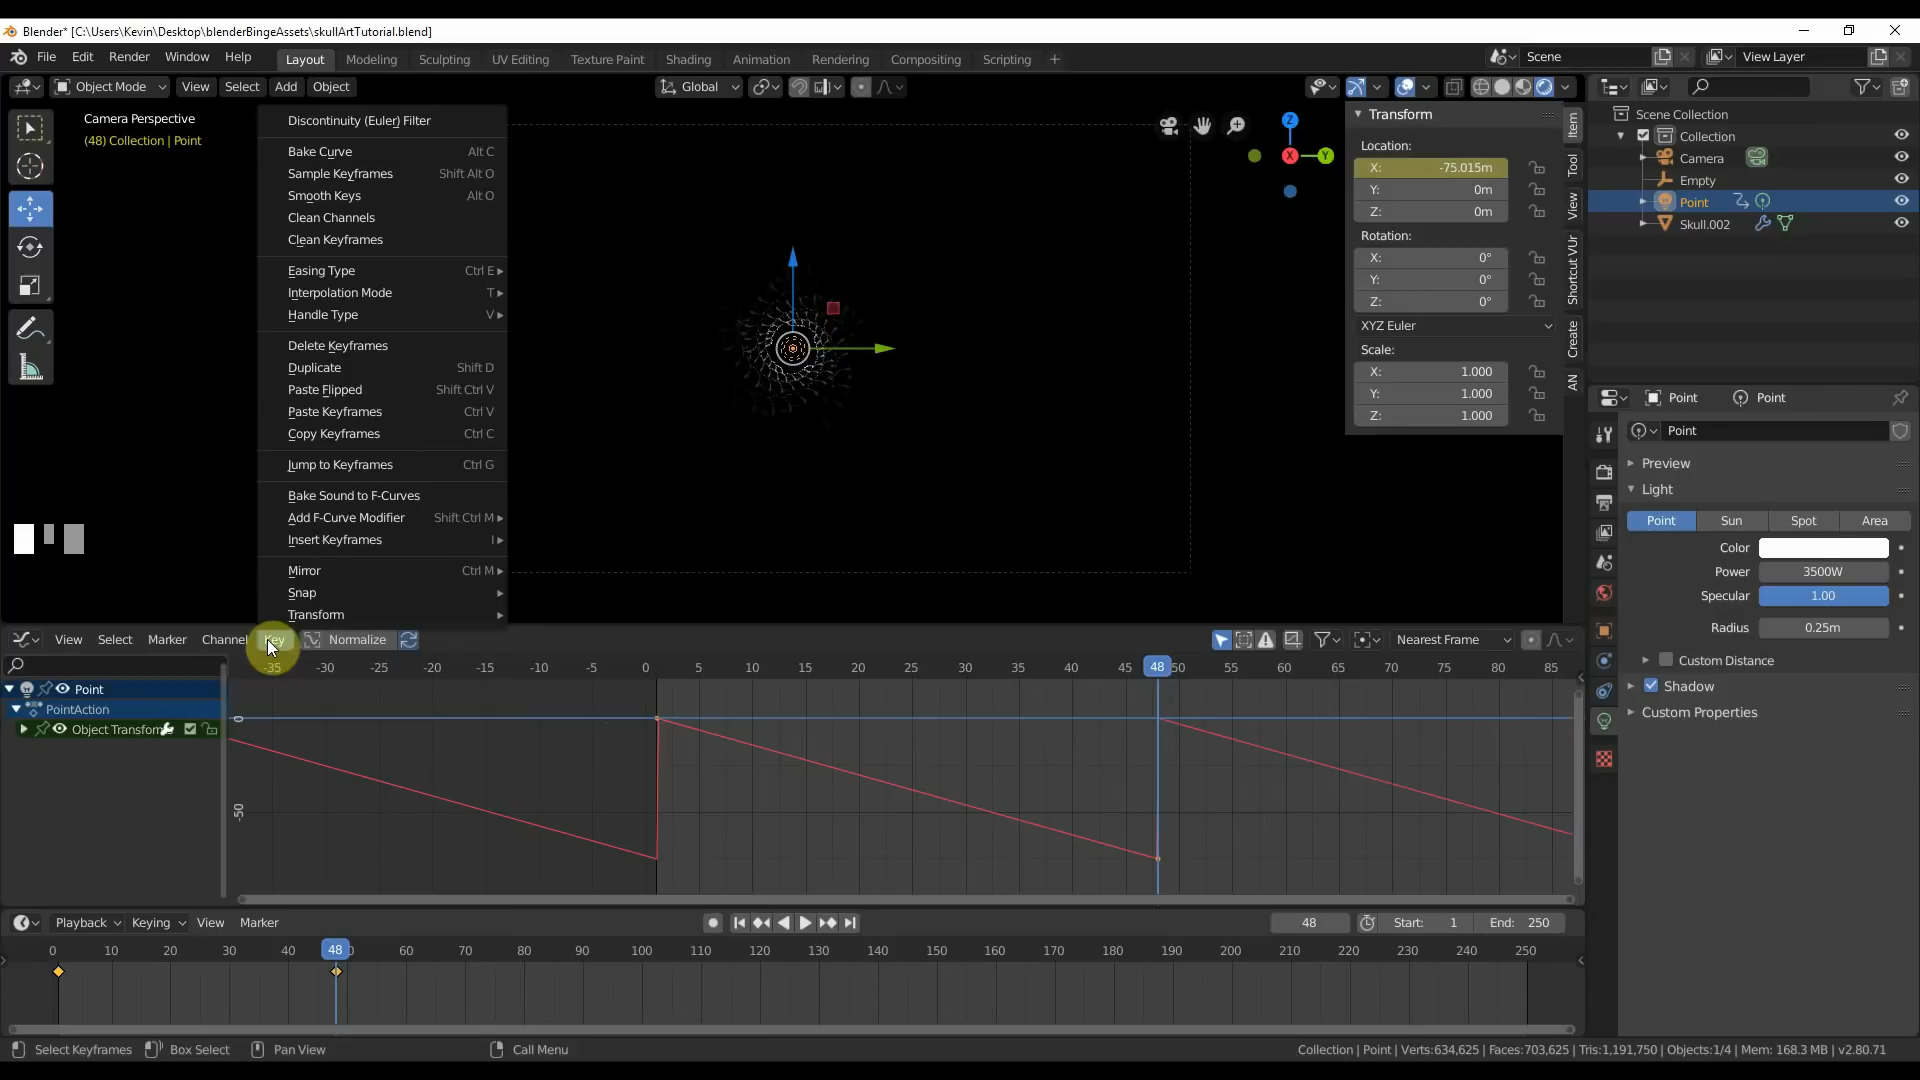 Blender* [C:\Users\Kevin\Desktop\blenderBingeAssets\skullArtTutorial.blend]
File Edit Render Window Help Layout Modeling Sculpting UV Editing Texture Paint Shading Animation Rendering Compositing Scripting + Scene View Layer
Object Mode View Select Add Object Global
Camera Perspective
(48) Collection | Point
Discontinuity (Euler) Filter
Bake Curve Alt C
Sample Keyframes Shift Alt O
Smooth Keys Alt O
Clean Channels
Clean Keyframes
Easing Type Ctrl E
Interpolation Mode T
Handle Type V
Delete Keyframes
Duplicate Shift D
Paste Flipped Shift Ctrl V
Paste Keyframes Ctrl V
Copy Keyframes Ctrl C
Jump to Keyframes Ctrl G
Bake Sound to F-Curves
Add F-Curve Modifier Shift Ctrl M
Insert Keyframes I
Mirror Ctrl M
Snap
Transform
Z
X
Y
Transform
Location:
X: -75.015m
Y: 0m
Z: 0m
Rotation:
X: 0°
Y: 0°
Z: 0°
XYZ Euler
Scale:
X: 1.000
Y: 1.000
Z: 1.000
Item
Tool
View
Shortcut VUr
Create
AN
Scene Collection
Collection
Camera
Empty
Point
Skull.002
Point Point
Point
Preview
Light
Point Sun Spot Area
Color
Power 3500W
Specular 1.00
Radius 0.25m
Custom Distance
Shadow
Custom Properties
View Select Marker Channel Key Normalize Nearest Frame
-35 -30 -25 -20 -15 -10 -5 0 5 10 15 20 25 30 35 40 45 48 50 55 60 65 70 75 80 85
Point
PointAction
Object Transform
0
-50
Playback Keying View Marker 48 Start: 1 End: 250
0 10 20 30 40 48 60 70 80 90 100 110 120 130 140 150 160 170 180 190 200 210 220 230 240 250
Select Keyframes Box Select Pan View Call Menu Collection | Point | Verts:634,625 | Faces:703,625 | Tris:1,191,750 | Objects:1/4 | Mem: 168.3 MB | v2.80.71